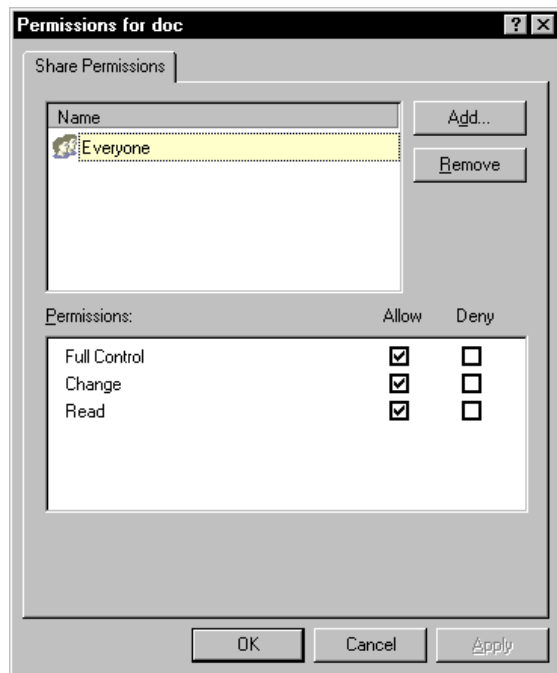 Permissions for doc
Share Permissions
Name
Add...
Everyone
Remove
Permissions: Allow Deny
Full Control
Change
Read
OK Cancel Apply